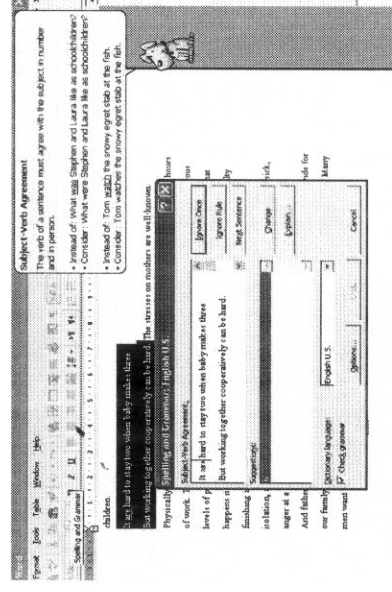 Word
Format Tools Table Window Help
Spelling and Grammar
Subject-Verb Agreement
The verb of a sentence must agree with the subject in number
and in person.
• Instead of: What was Stephen and Laura like as schoolchildren?
• Consider: What were Stephen and Laura like as schoolchildren?
• Instead of: Tom watch the snowy egret stab at the fish.
• Consider: Tom watches the snowy egret stab at the fish.
children.
It are hard to stay two when baby makes three
But working together cooperatively can be hard. The stresses on mothers are well-known.
Physically
hours
of work.
levels of
happens
finishing a
isolation,
sick,
anger at a
And father
for
our family
Many
men want
Spelling and Grammar: English U.S.
Subject-Verb Agreement:
It are hard to stay two when baby makes three
But working together cooperatively can be hard.
Ignore Once
Ignore Rule
Next Sentence
Suggestions:
Change
Explain...
Dictionary language:
English U.S.
Check grammar
Options...
Cancel